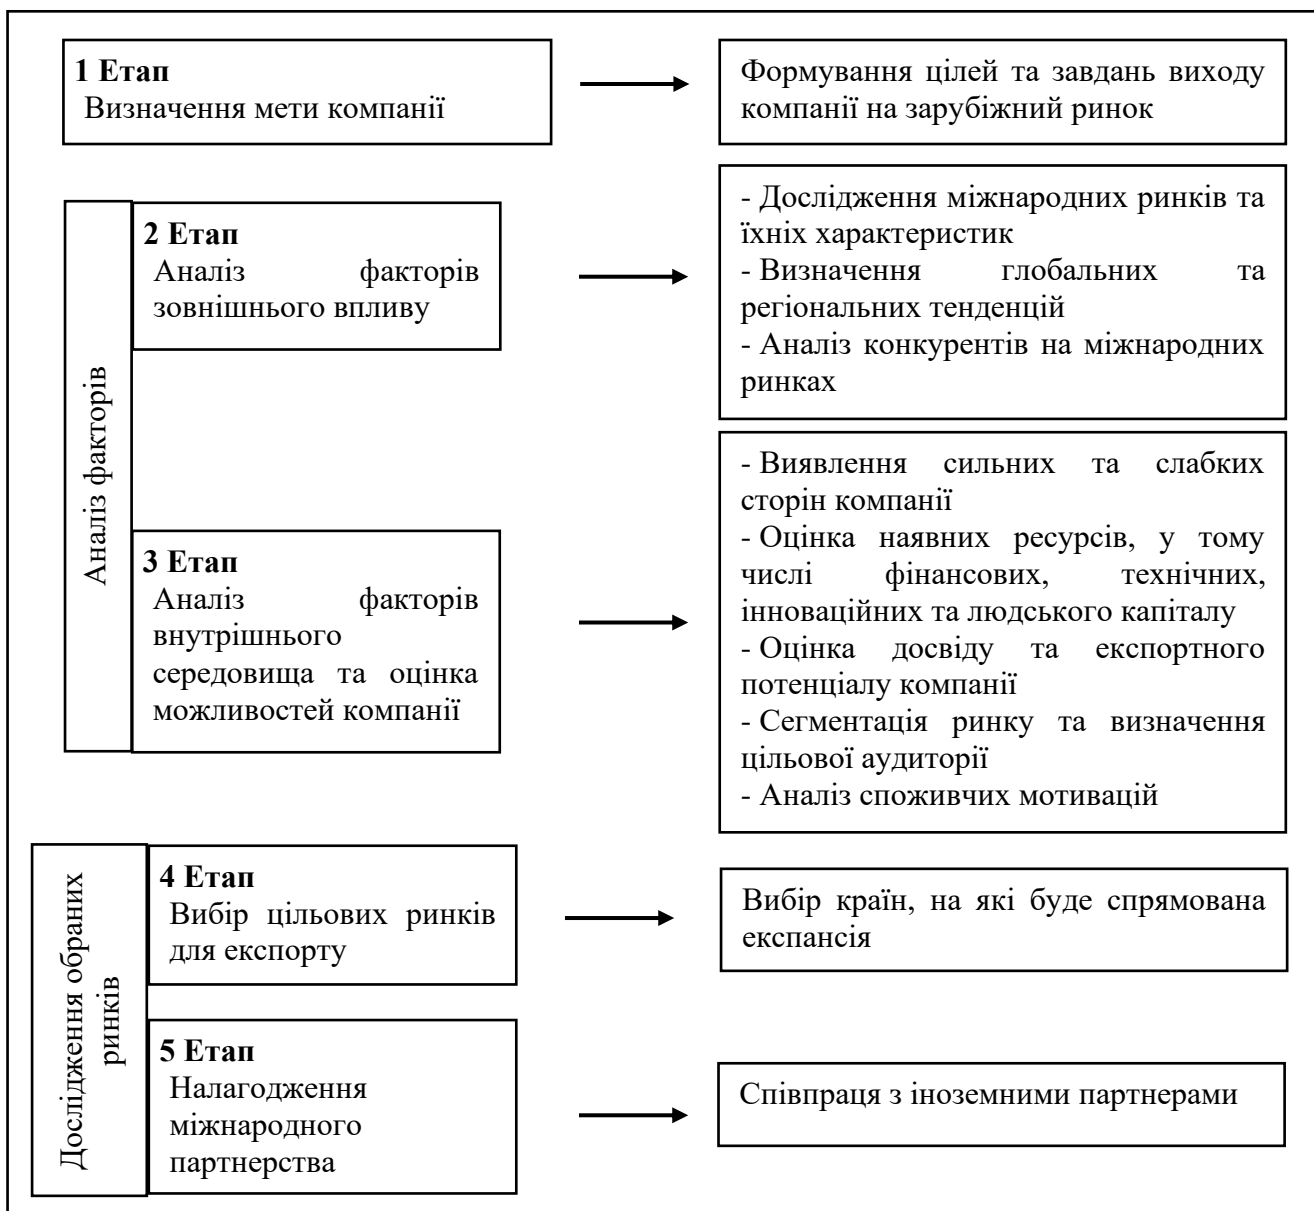 1 Етап
Визначення мети компанії
Формування цілей та завдань виходу
компанії на зарубіжний ринок
Аналіз факторів
2 Етап
Аналіз факторів
зовнішнього впливу
- Дослідження міжнародних ринків та
їхніх характеристик
- Визначення глобальних та
регіональних тенденцій
- Аналіз конкурентів на міжнародних
ринках
3 Етап
Аналіз факторів
внутрішнього
середовища та оцінка
можливостей компанії
- Виявлення сильних та слабких
сторін компанії
- Оцінка наявних ресурсів, у тому
числі фінансових, технічних,
інноваційних та людського капіталу
- Оцінка досвіду та експортного
потенціалу компанії
- Сегментація ринку та визначення
цільової аудиторії
- Аналіз споживчих мотивацій
Дослідження обраних
ринків
4 Етап
Вибір цільових ринків
для експорту
Вибір країн, на які буде спрямована
експансія
5 Етап
Налагодження
міжнародного
партнерства
Співпраця з іноземними партнерами